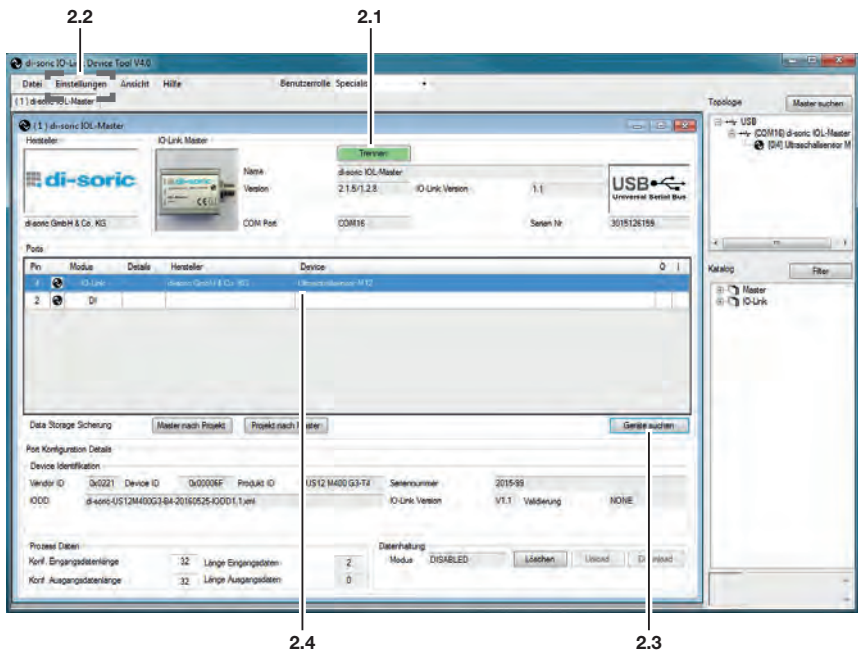 2.2 2.1
di-soric IO-Link Device Tool V4.0
Datei Einstellungen Ansicht Hilfe Benutzerrolle Specialist
(1) di-soric IOL-Master
Topologie Master suchen
USB
(COM16) di-soric IOL-Master
[0/4] Ultraschallsensor M
(1) di-soric IOL-Master
Hersteller IO-Link Master
Trennen
di-soric
Name di-soric IOL-Master
Version 2.1.5/1.2.8 IO-Link Version 1.1
USB
Universal Serial Bus
di-soric GmbH & Co. KG COM Port COM16 Serien Nr 3015126159
Ports
Pin Modus Details Hersteller Device O I
4 IO-Link di-soric GmbH & Co. KG Ultraschallsensor M12
2 DI
Katalog Filter
Master
IO-Link
Data Storage Sicherung Master nach Projekt Projekt nach Master Geräte suchen
Port Konfiguration Details
Device Identifikation
Vendor ID 0x0221 Device ID 0x00006F Produkt ID US12 M400 G3-T4 Seriennummer 2015-99
IODD di-soric-US12M400G3-B4-20160525-IODD1.1.xml IO-Link Version V1.1 Validierung NONE
Prozess Daten Datenhaltung
Konf. Eingangsdatenlänge 32 Länge Eingangsdaten 2 Modus DISABLED Löschen Upload Download
Konf. Ausgangsdatenlänge 32 Länge Ausgangsdaten 0
2.4 2.3